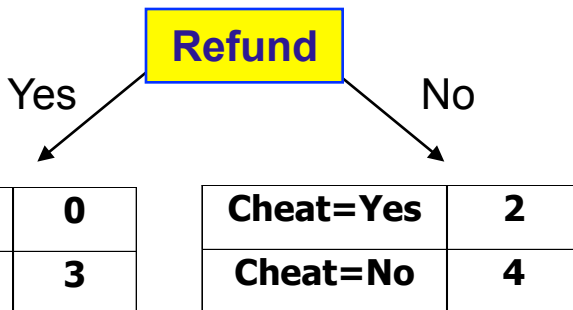 Refund
Yes
No
0
3
Cheat=Yes 2
Cheat=No 4